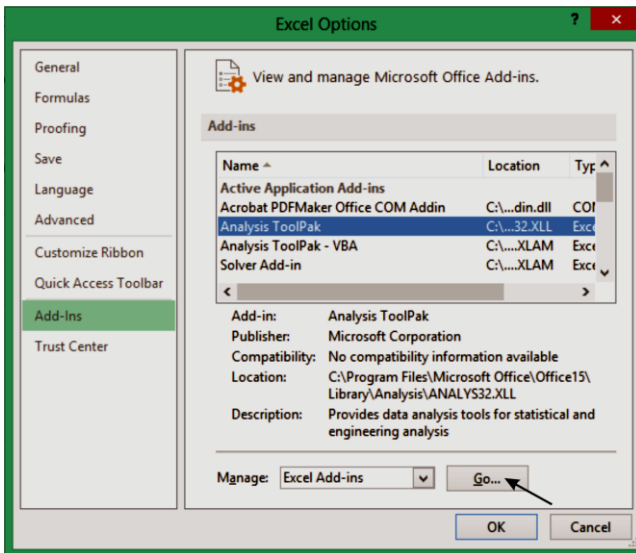 Excel Options
?
×
General
Formulas
Proofing
Save
Language
Advanced
Customize Ribbon
Quick Access Toolbar
Add-Ins
Trust Center
View and manage Microsoft Office Add-ins.
Add-ins
Name Location Typ
Active Application Add-ins
Acrobat PDFMaker Office COM Addin C:\...din.dll CO
Analysis ToolPak C:\...32.XLL Exce
Analysis ToolPak - VBA C:\....XLAM Exce
Solver Add-in C:\....XLAM Exce
Add-in: Analysis ToolPak
Publisher: Microsoft Corporation
Compatibility: No compatibility information available
Location: C:\Program Files\Microsoft Office\Office15\
Library\Analysis\ANALYS32.XLL
Description: Provides data analysis tools for statistical and
engineering analysis
Manage: Excel Add-ins Go...
OK Cancel